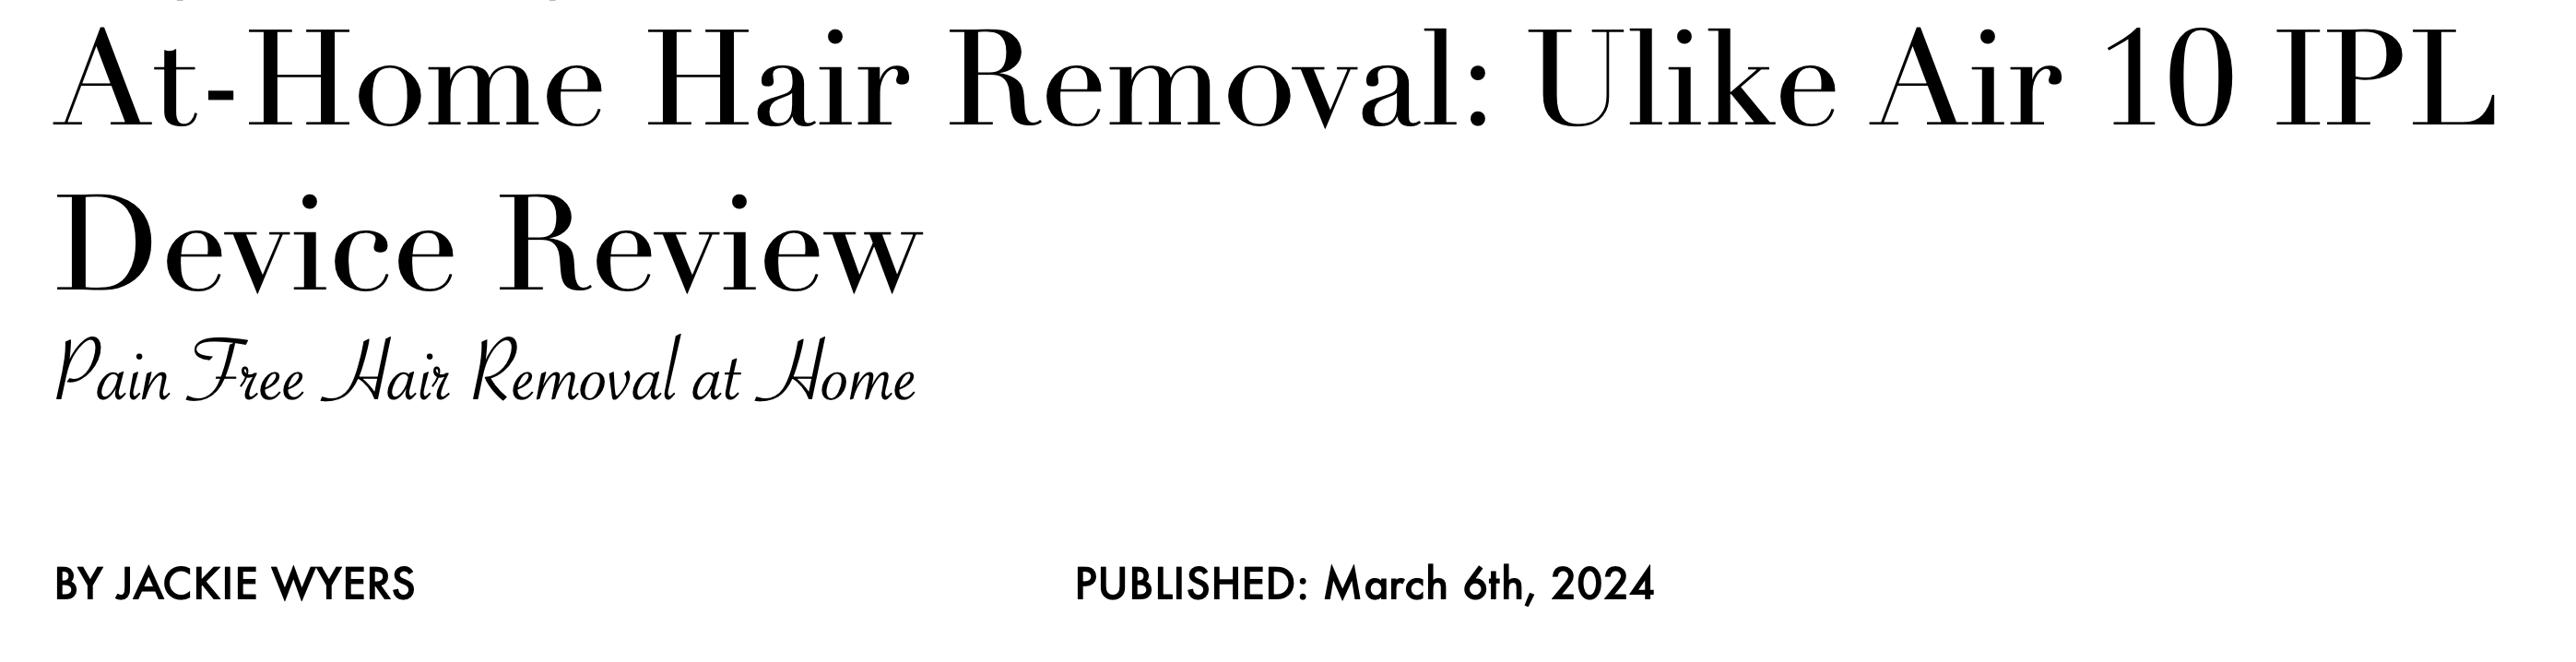 At-Home Hair Removal: Ulike Air 10 IPL
Device Review
Pain Free Hair Removal at Home
BY JACKIE WYERS
PUBLISHED: March 6th, 2024